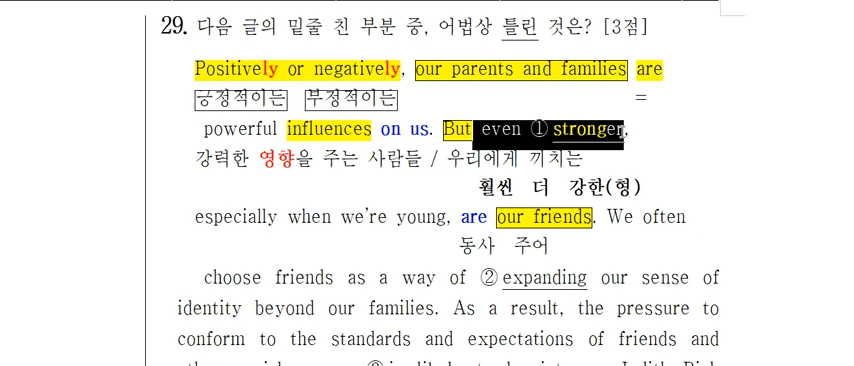 29. 다음 글의 밑줄 친 부분 중, 어법상 틀린 것은? [3점]
Positively or negatively, our parents and families are
긍정적이든 부정적이든 =
powerful influences on us. But even ① stronger,
강력한 영향을 주는 사람들 / 우리에게 끼치는
훨씬 더 강한(형)
especially when we're young, are our friends. We often
동사 주어
choose friends as a way of ② expanding our sense of
identity beyond our families. As a result, the pressure to
conform to the standards and expectations of friends and